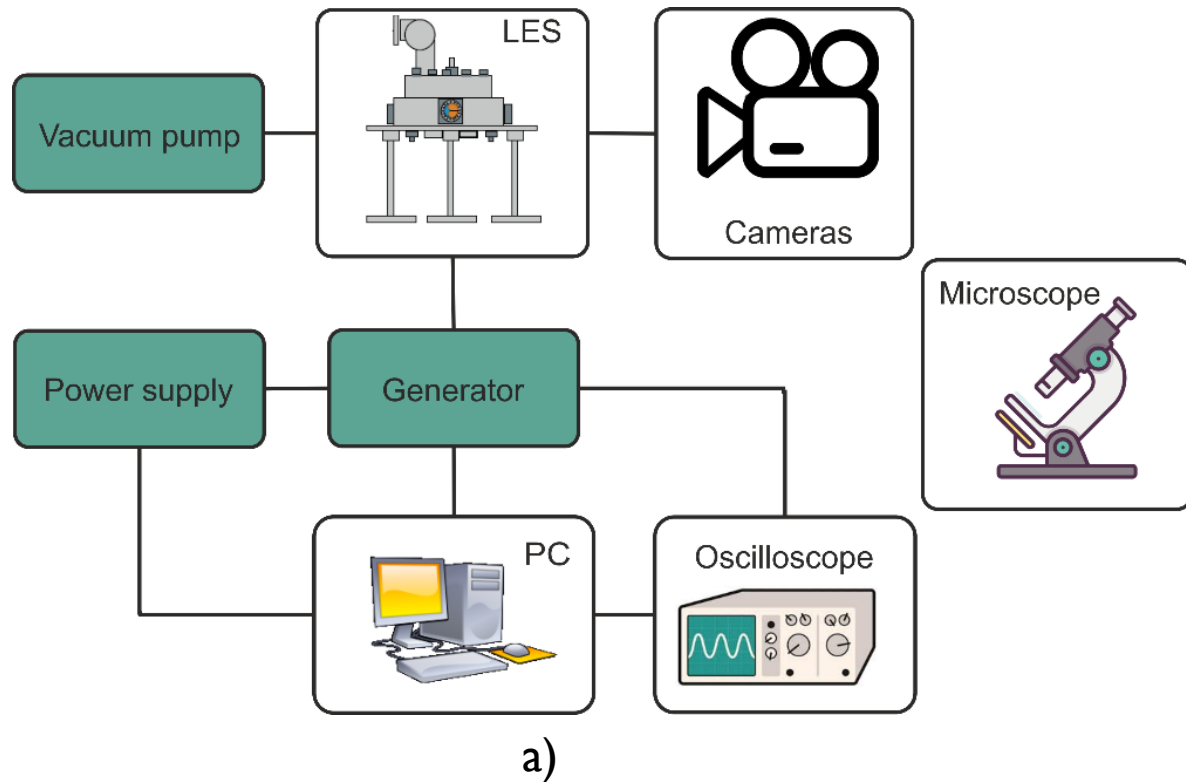 LES
Vacuum pump
Cameras
Microscope
Power supply
Generator
PC
Oscilloscope
a)